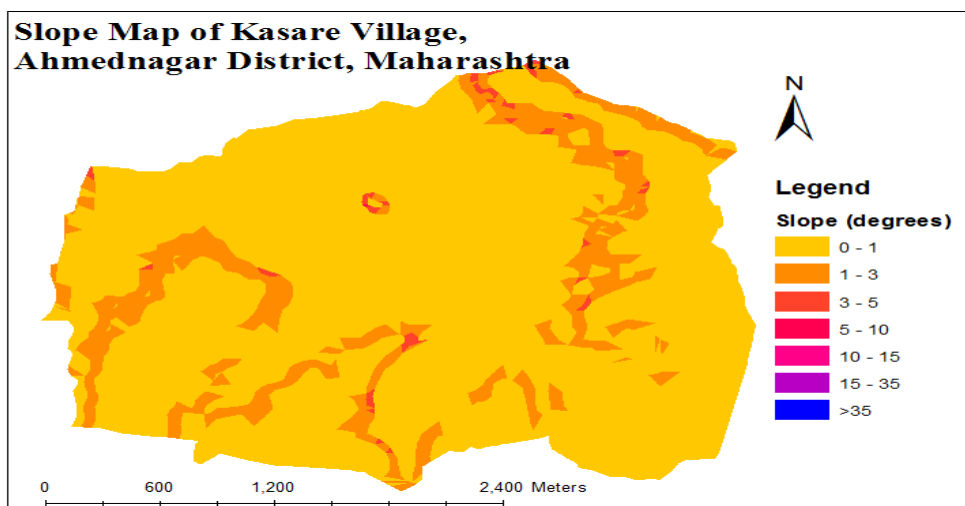 Slope Map of Kasare Village,
Ahmednagar District, Maharashtra
N
Legend
Slope (degrees)
0 - 1
1 - 3
3 - 5
5 - 10
10 - 15
15 - 35
>35
0 600 1,200 2,400 Meters